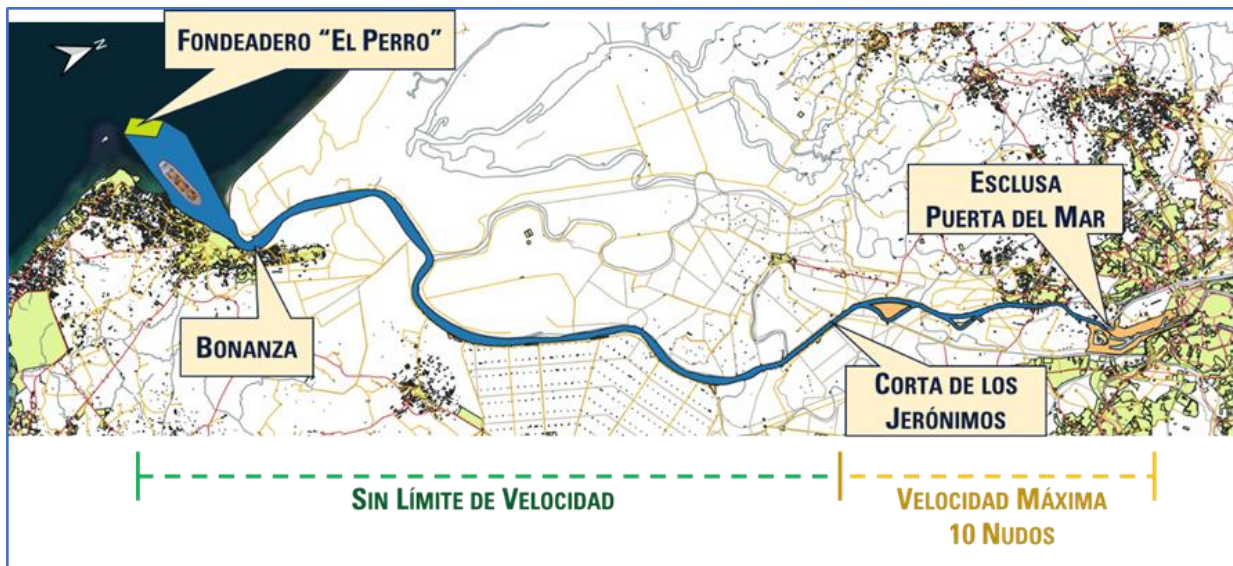 N
FONDEADERO "EL PERRO"
ESCLUSA
PUERTA DEL MAR
BONANZA
CORTA DE LOS
JERÓNIMOS
SIN LÍMITE DE VELOCIDAD
VELOCIDAD MÁXIMA
10 NUDOS